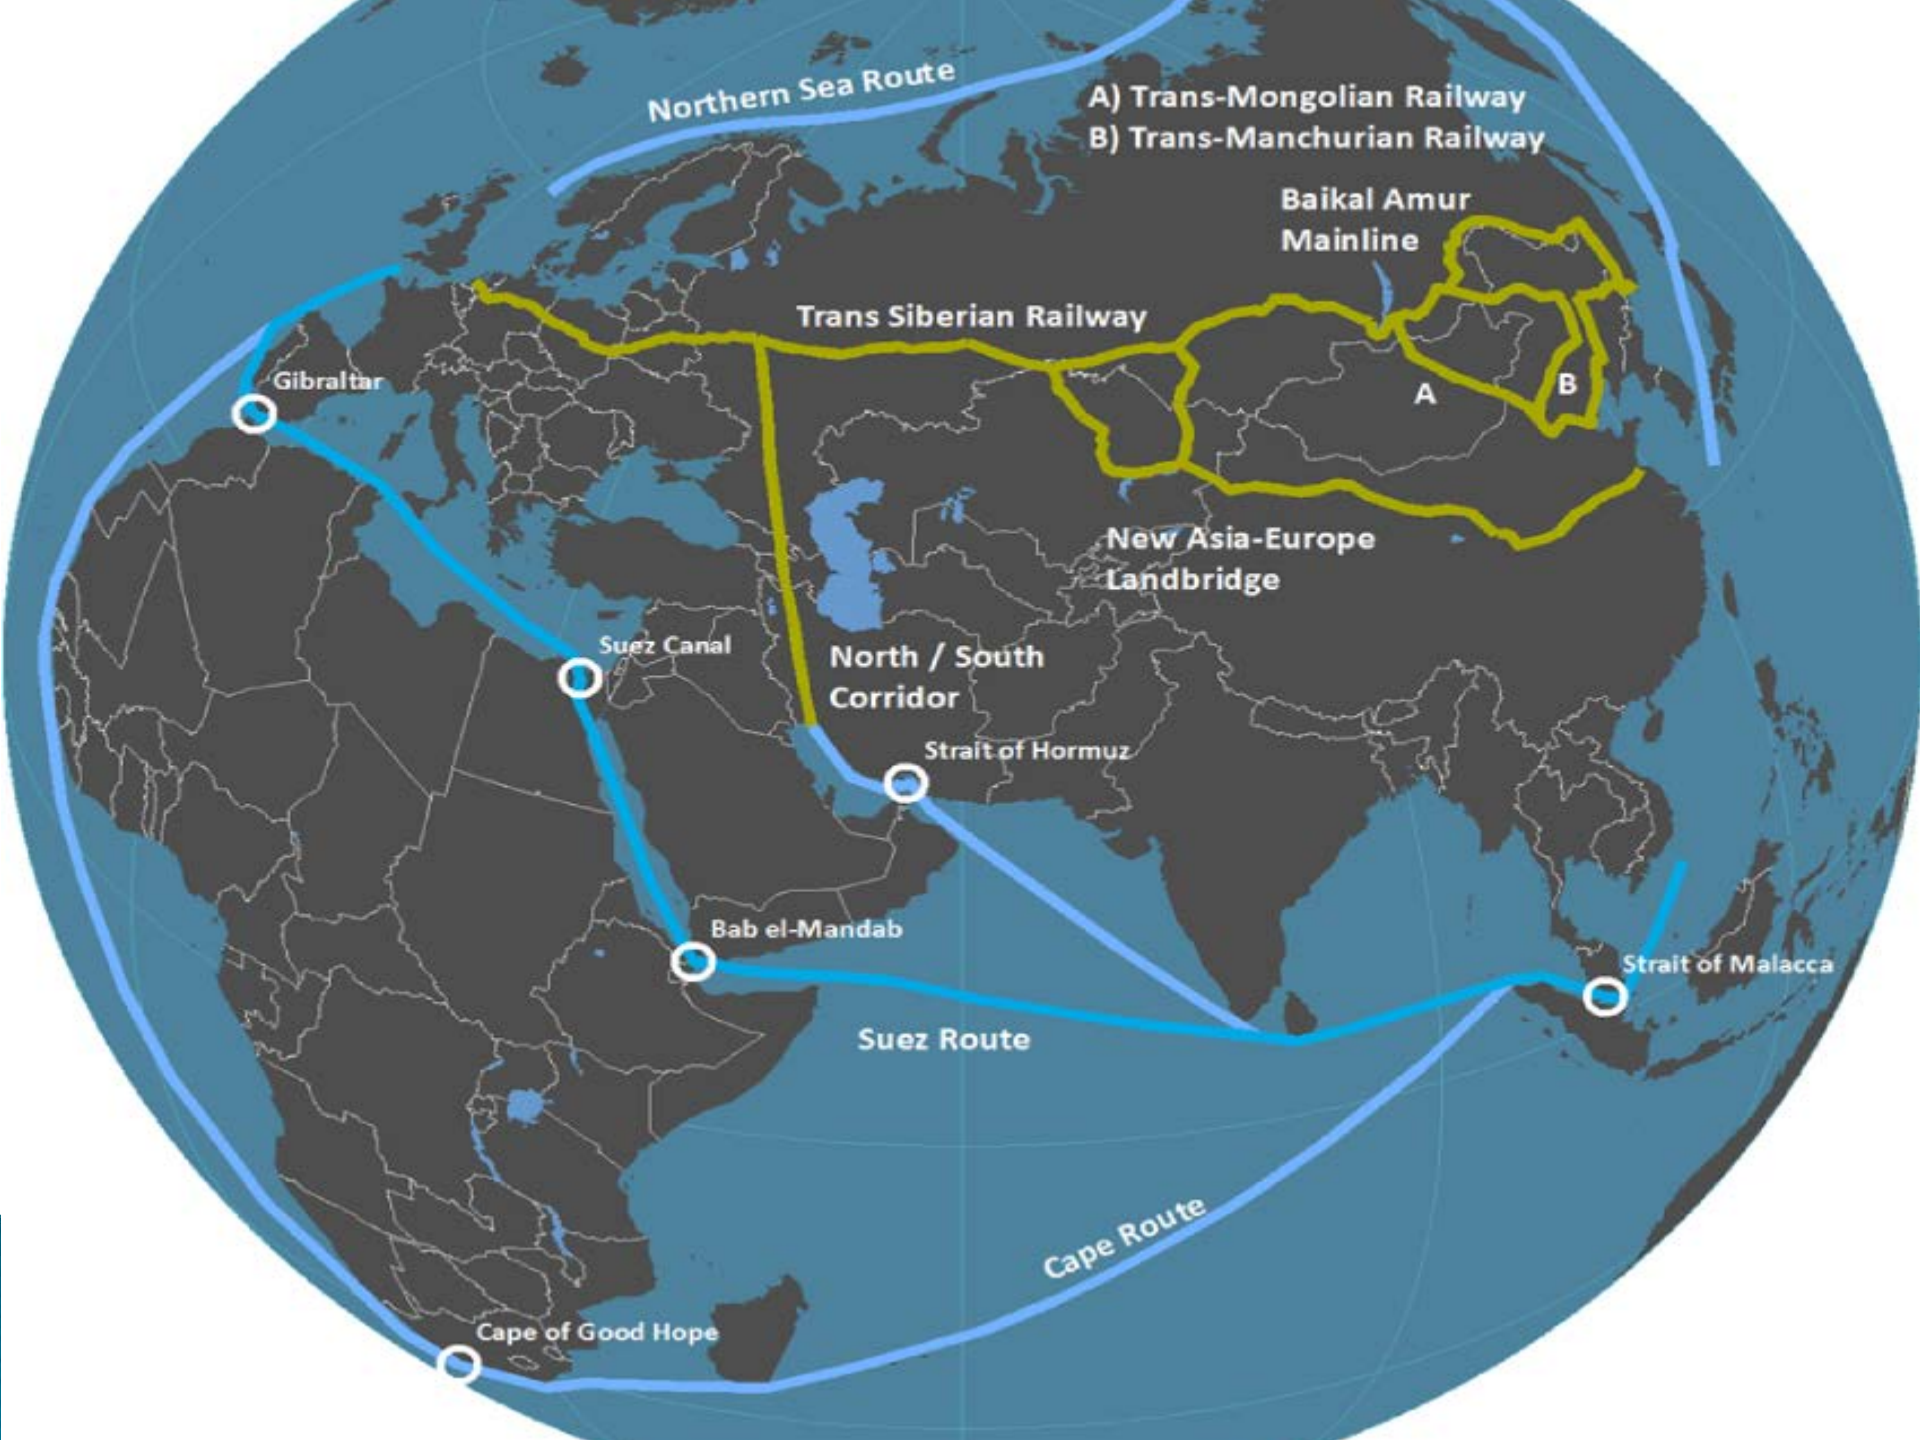 Northern Sea Route
A) Trans-Mongolian Railway
B) Trans-Manchurian Railway
Baikal Amur
Mainline
Trans Siberian Railway
Gibraltar
A
B
New Asia-Europe
Landbridge
Suez Canal
North / South
Corridor
Strait of Hormuz
Bab el-Mandab
Strait of Malacca
Suez Route
Cape Route
Cape of Good Hope